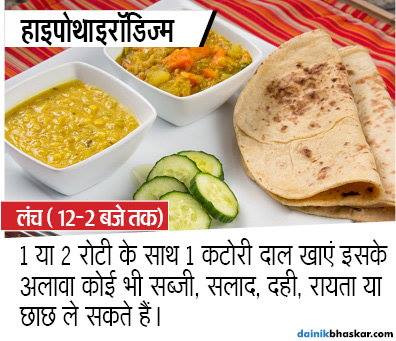 हाइपोथाइरॉडिज्म
लंच ( 12-2 बजे तक)
1 या 2 रोटी के साथ 1 कटोरी दाल खाएं इसके
अलावा कोई भी सब्जी, सलाद, दही, रायता या
छाछ ले सकते हैं।
dainikbhaskar.com